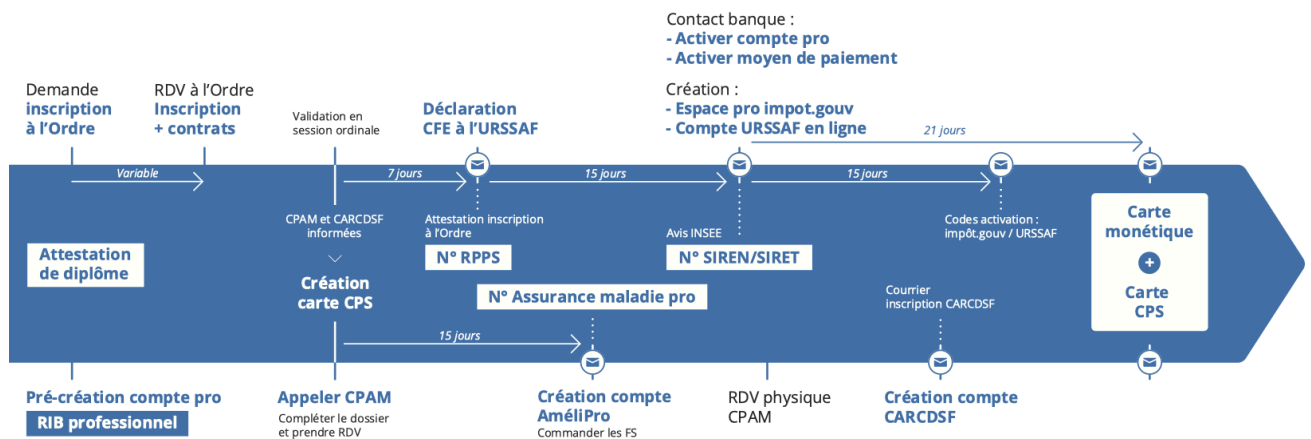 Contact banque :
- Activer compte pro
- Activer moyen de paiement
Demande
inscription
à l'Ordre
RDV à l'Ordre
Inscription
+ contrats
Validation en
session ordinale
Déclaration
CFE à l'URSSAF
Création :
- Espace pro impot.gouv
- Compte URSSAF en ligne
21 jours
Variable
7 jours
15 jours
15 jours
CPAM et CARCDSF
informées
Attestation inscription
à l'Ordre
N° RPPS
Avis INSEE
N° SIREN/SIRET
Codes activation :
impôt.gouv / URSSAF
Carte
monétique
+
Carte
CPS
Attestation
de diplôme
Création
carte CPS
N° Assurance maladie pro
Courrier
inscription CARCDSF
15 jours
Pré-création compte pro
RIB professionnel
Appeler CPAM
Compléter le dossier
et prendre RDV
Création compte
AméliPro
Commander les FS
RDV physique
CPAM
Création compte
CARCDSF